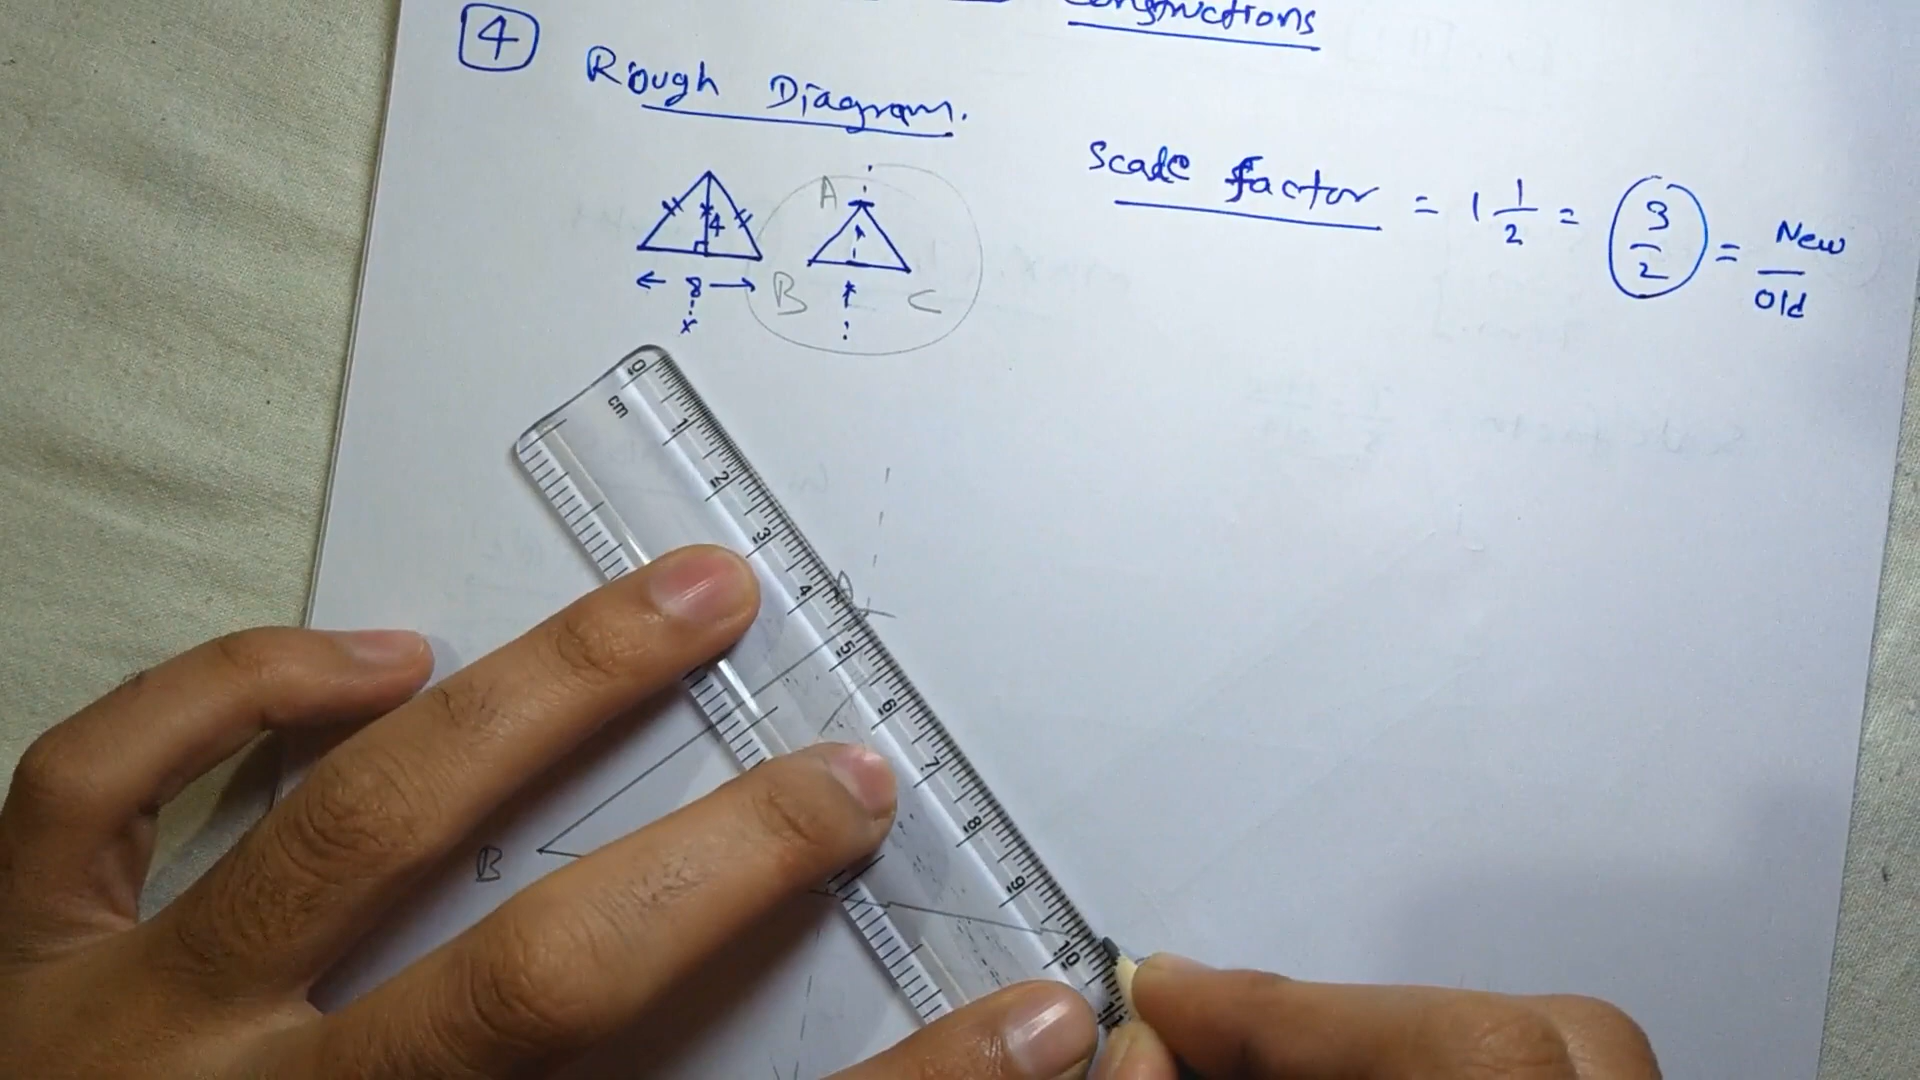 Constructions
4
Rough Diagram.
Scale factor = 1 1/2 = 3/2 = New/Old
4
← 8 →
x
A
B C
0 1 2 3 4 5 6 7 8 9 10 11
cm
A
B